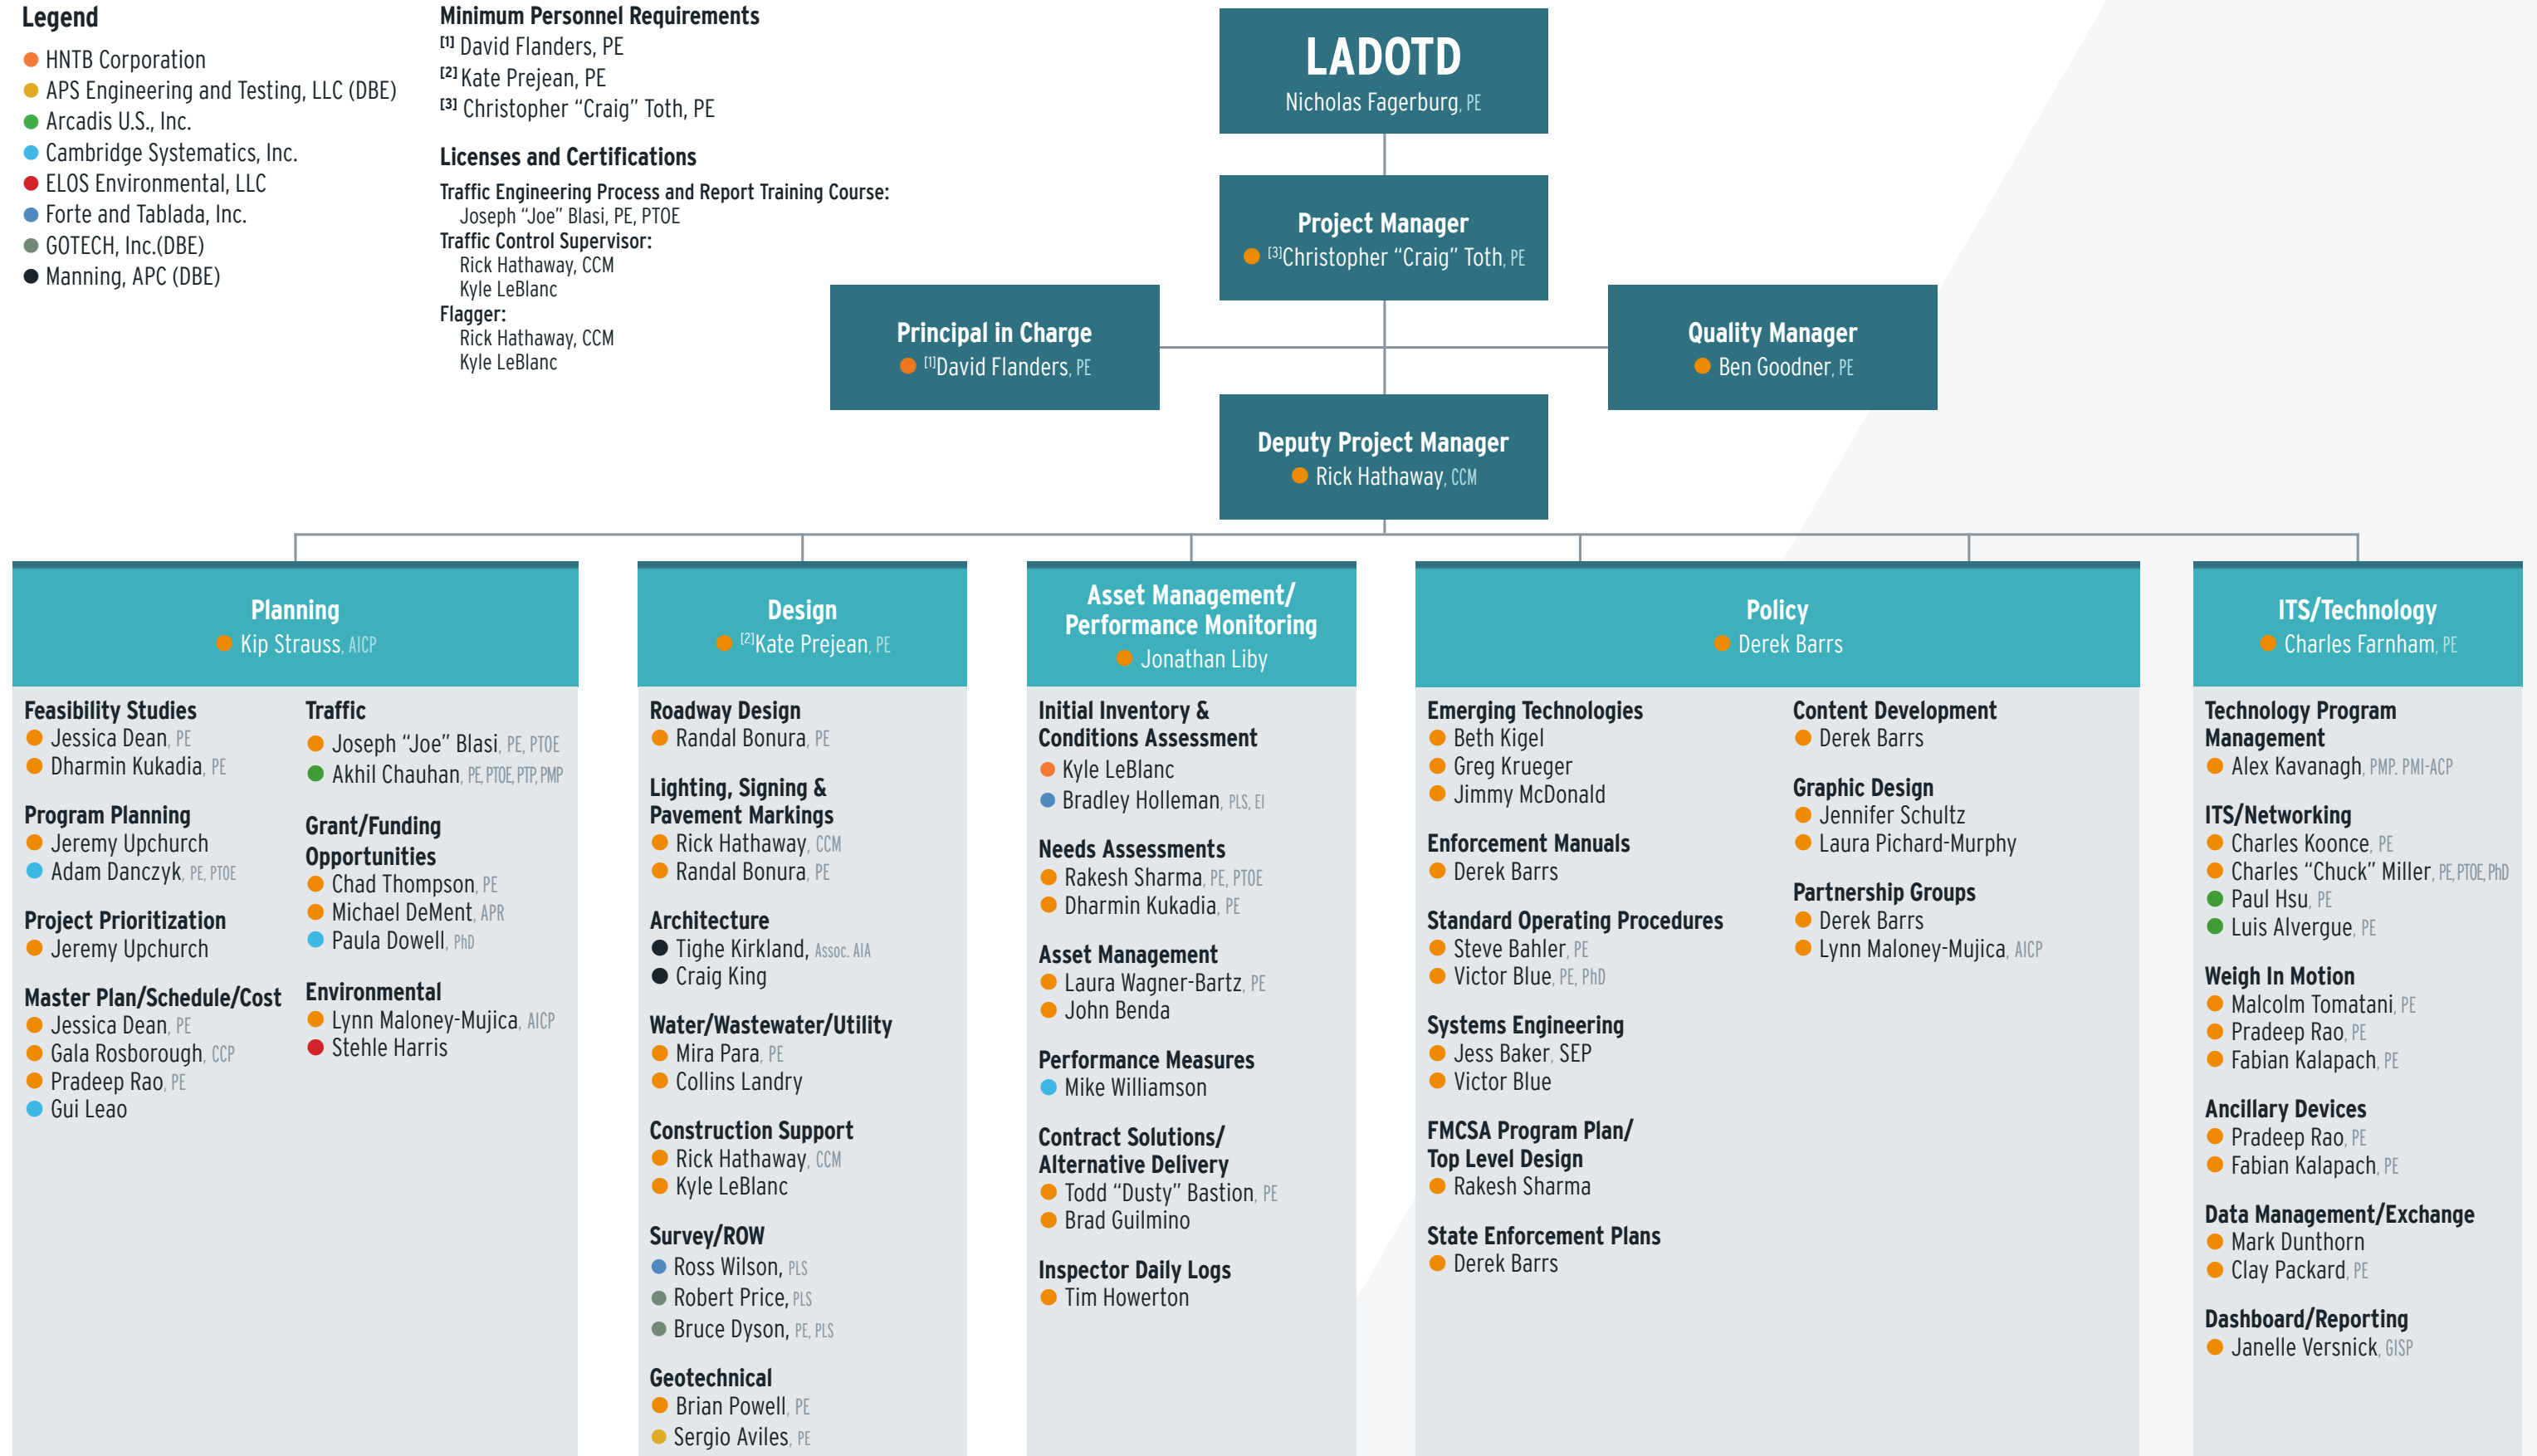 Legend
HNTB Corporation
APS Engineering and Testing, LLC (DBE)
Arcadis U.S., Inc.
Cambridge Systematics, Inc.
ELOS Environmental, LLC
Forte and Tablada, Inc.
GOTECH, Inc.(DBE)
Manning, APC (DBE)
Minimum Personnel Requirements
[1] David Flanders, PE
[2] Kate Prejean, PE
[3] Christopher “Craig” Toth, PE
Licenses and Certifications
Traffic Engineering Process and Report Training Course:
Joseph “Joe” Blasi, PE, PTOE
Traffic Control Supervisor:
Rick Hathaway, CCM
Kyle LeBlanc
Flagger:
Rick Hathaway, CCM
Kyle LeBlanc
LADOTD
Nicholas Fagerburg, PE
Project Manager
[3]Christopher “Craig” Toth, PE
Principal in Charge
[1]David Flanders, PE
Quality Manager
Ben Goodner, PE
Deputy Project Manager
Rick Hathaway, CCM
Planning
Kip Strauss, AICP
Feasibility Studies
Jessica Dean, PE
Dharmin Kukadia, PE
Program Planning
Jeremy Upchurch
Adam Danczyk, PE, PTOE
Project Prioritization
Jeremy Upchurch
Master Plan/Schedule/Cost
Jessica Dean, PE
Gala Rosborough, CCP
Pradeep Rao, PE
Gui Leao
Traffic
Joseph “Joe” Blasi, PE, PTOE
Akhil Chauhan, PE, PTOE, PTP, PMP
Grant/Funding
Opportunities
Chad Thompson, PE
Michael DeMent, APR
Paula Dowell, PhD
Environmental
Lynn Maloney-Mujica, AICP
Stehle Harris
Design
[2]Kate Prejean, PE
Roadway Design
Randal Bonura, PE
Lighting, Signing &
Pavement Markings
Rick Hathaway, CCM
Randal Bonura, PE
Architecture
Tighe Kirkland, Assoc. AIA
Craig King
Water/Wastewater/Utility
Mira Para, PE
Collins Landry
Construction Support
Rick Hathaway, CCM
Kyle LeBlanc
Survey/ROW
Ross Wilson, PLS
Robert Price, PLS
Bruce Dyson, PE, PLS
Geotechnical
Brian Powell, PE
Sergio Aviles, PE
Asset Management/
Performance Monitoring
Jonathan Liby
Initial Inventory &
Conditions Assessment
Kyle LeBlanc
Bradley Holleman, PLS, EI
Needs Assessments
Rakesh Sharma, PE, PTOE
Dharmin Kukadia, PE
Asset Management
Laura Wagner-Bartz, PE
John Benda
Performance Measures
Mike Williamson
Contract Solutions/
Alternative Delivery
Todd “Dusty” Bastion, PE
Brad Guilmino
Inspector Daily Logs
Tim Howerton
Policy
Derek Barrs
Emerging Technologies
Beth Kigel
Greg Krueger
Jimmy McDonald
Enforcement Manuals
Derek Barrs
Standard Operating Procedures
Steve Bahler, PE
Victor Blue, PE, PhD
Systems Engineering
Jess Baker, SEP
Victor Blue
FMCSA Program Plan/
Top Level Design
Rakesh Sharma
State Enforcement Plans
Derek Barrs
Content Development
Derek Barrs
Graphic Design
Jennifer Schultz
Laura Pichard-Murphy
Partnership Groups
Derek Barrs
Lynn Maloney-Mujica, AICP
ITS/Technology
Charles Farnham, PE
Technology Program
Management
Alex Kavanagh, PMP. PMI-ACP
ITS/Networking
Charles Koonce, PE
Charles “Chuck” Miller, PE, PTOE, PhD
Paul Hsu, PE
Luis Alvergue, PE
Weigh In Motion
Malcolm Tomatani, PE
Pradeep Rao, PE
Fabian Kalapach, PE
Ancillary Devices
Pradeep Rao, PE
Fabian Kalapach, PE
Data Management/Exchange
Mark Dunthorn
Clay Packard, PE
Dashboard/Reporting
Janelle Versnick, GISP